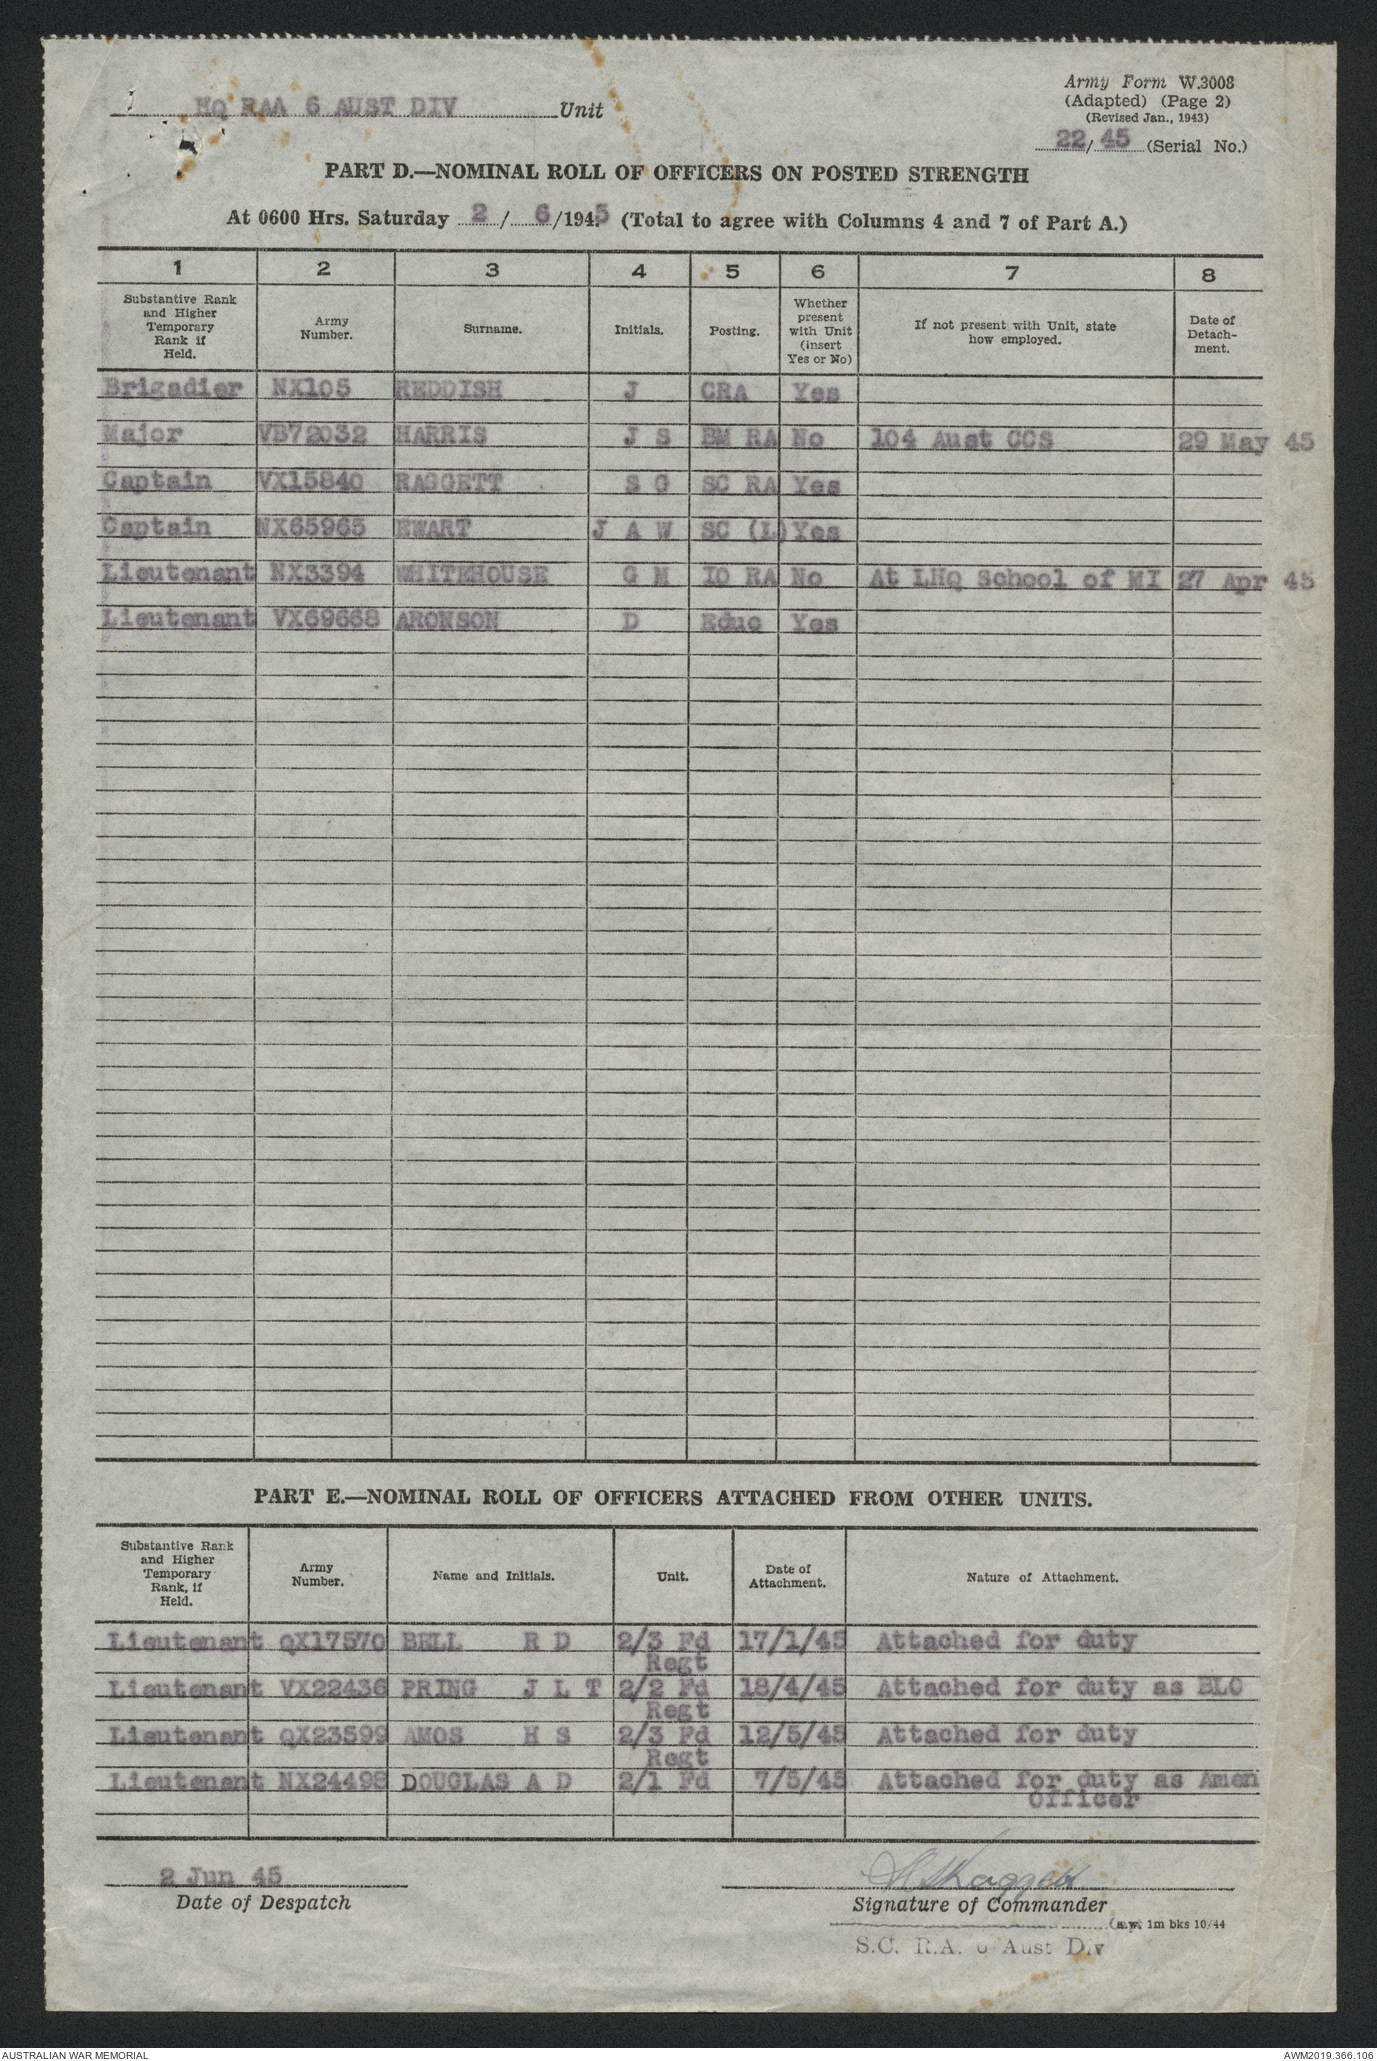 HQ RAA 6 AUST DIV Unit
Army Form W.3008
(Adapted) (Page 2)
(Revised Jan., 1943)
22/45 (Serial No.)
PART D.—NOMINAL ROLL OF OFFICERS ON POSTED STRENGTH
At 0600 Hrs. Saturday 2/ 6/1945 (Total to agree with Columns 4 and 7 of Part A.)
1 2 3 4 5 6 7 8
Substantive Rank and Higher Temporary Rank if Held. Army Number. Surname. Initials. Posting. Whether present with Unit (insert Yes or No) If not present with Unit, state how employed. Date of Detachment.
Brigadier NX105 REDDISH J CRA Yes
Major VB72032 HARRIS J S BM RA No 104 Aust CCS 29 May 45
Captain VX15840 RAGGETT S G SC RA Yes
Captain NX65965 EWART J A W SC (L) Yes
Lieutenant NX3394 WHITEHOUSE G M IO RA No At LHQ School of MI 27 Apr 45
Lieutenant VX69668 ARONSON D Educ Yes
PART E.—NOMINAL ROLL OF OFFICERS ATTACHED FROM OTHER UNITS.
Substantive Rank and Higher Temporary Rank, if Held. Army Number. Name and Initials. Unit. Date of Attachment. Nature of Attachment.
Lieutenant QX17570 BELL R D 2/3 Fd Regt 17/1/45 Attached for duty
Lieutenant VX22436 PRING J L T 2/2 Fd Regt 18/4/45 Attached for duty as BLO
Lieutenant QX23599 AMOS H S 2/3 Fd Regt 12/5/45 Attached for duty
Lieutenant NX24498 DOUGLAS A D 2/1 Fd 7/5/45 Attached for duty as Amen Officer
2 Jun 45
Date of Despatch
Raggett
Signature of Commander
(a.w. 1m bks 10/44
S.C. R.A. 6 Aust Div
AUSTRALIAN WAR MEMORIAL
AWM2019.366.106